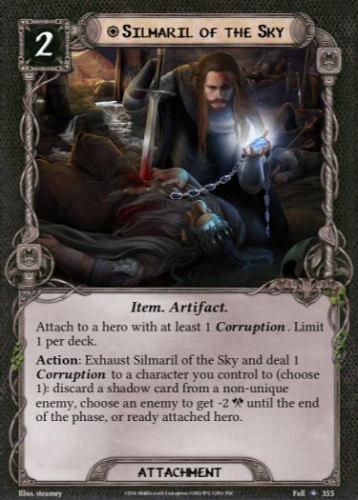 2
Silmaril of the Sky
Item. Artifact.
Attach to a hero with at least 1 Corruption. Limit
1 per deck.
Action: Exhaust Silmaril of the Sky and deal 1
Corruption to a character you control to (choose
1): discard a shadow card from a non-unique
enemy, choose an enemy to get -2 until the end
of the phase, or ready attached hero.
Attachment
Full 355